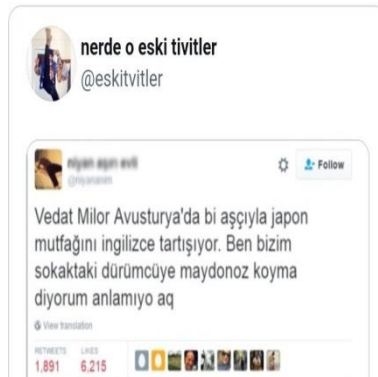 nerde o eski tivitler
@eskitvitler
Follow
Vedat Milor Avusturya'da bi aşçıyla japon
mutfağını ingilizce tartışıyor. Ben bizim
sokaktaki dürümcüye maydonoz koyma
diyorum anlamıyo aq
View translation
RETWEETS LIKES
1,891 6,215